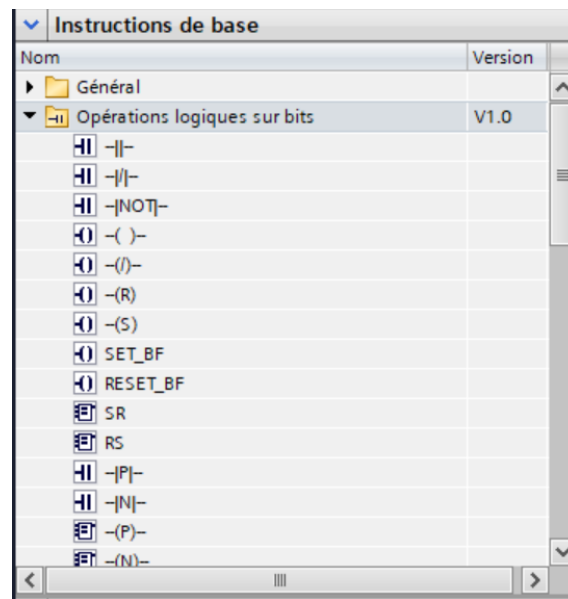 Instructions de base
Nom Version
Général
Opérations logiques sur bits V1.0
–||–
–|/|–
–|NOT|–
–( )–
–(/)–
–(R)
–(S)
SET_BF
RESET_BF
SR
RS
–|P|–
–|N|–
–(P)–
–(N)–